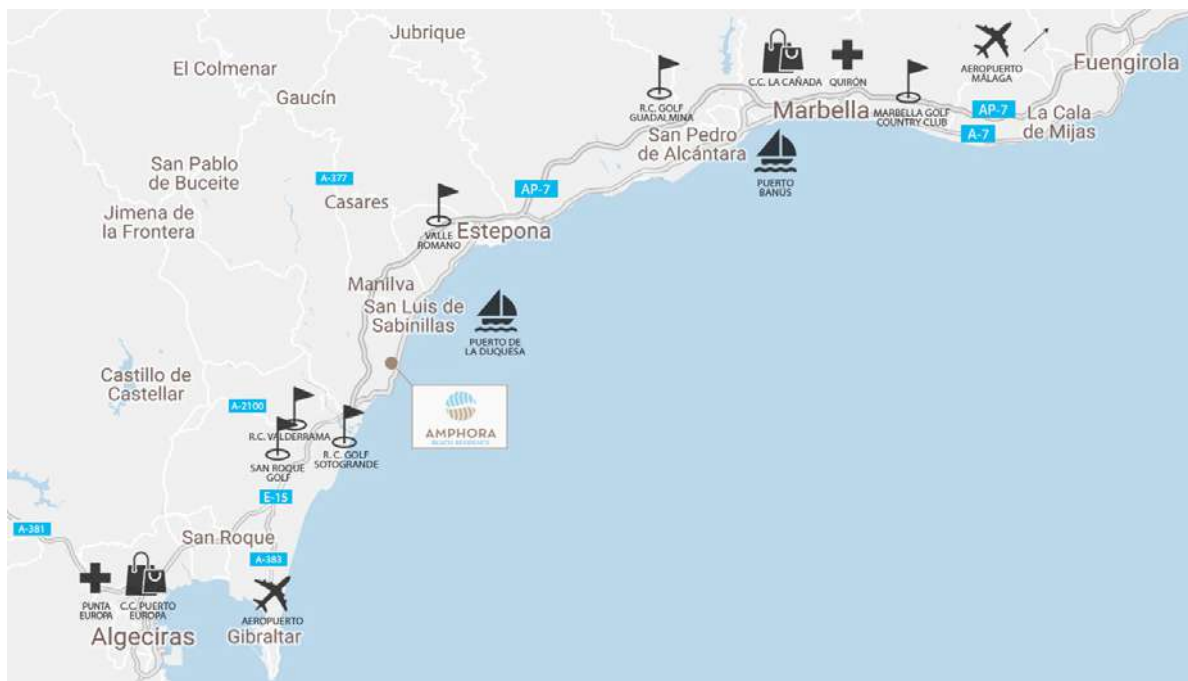 Jubrique
El Colmenar
Gaucín
AEROPUERTO
MÁLAGA
Fuengirola
C.C. LA CAÑADA
QUIRÓN
R.C. GOLF
GUADALMINA
Marbella
MARBELLA GOLF
COUNTRY CLUB
AP-7
La Cala
de Mijas
A-7
San Pedro
de Alcántara
PUERTO
BANÚS
San Pablo
de Buceite
A-377
AP-7
Casares
Jimena de
la Frontera
VALLE
ROMANO
Estepona
Manilva
San Luis de
Sabinillas
PUERTO DE
LA DUQUESA
Castillo de
Castellar
A-2100
R.C. VALDERRAMA
AMPHORA
SAN ROQUE
GOLF
R. C. GOLF
SOTOGRANDE
E-15
A-381
San Roque
A-383
PUNTA
EUROPA
C.C. PUERTO
EUROPA
AEROPUERTO
Algeciras
Gibraltar